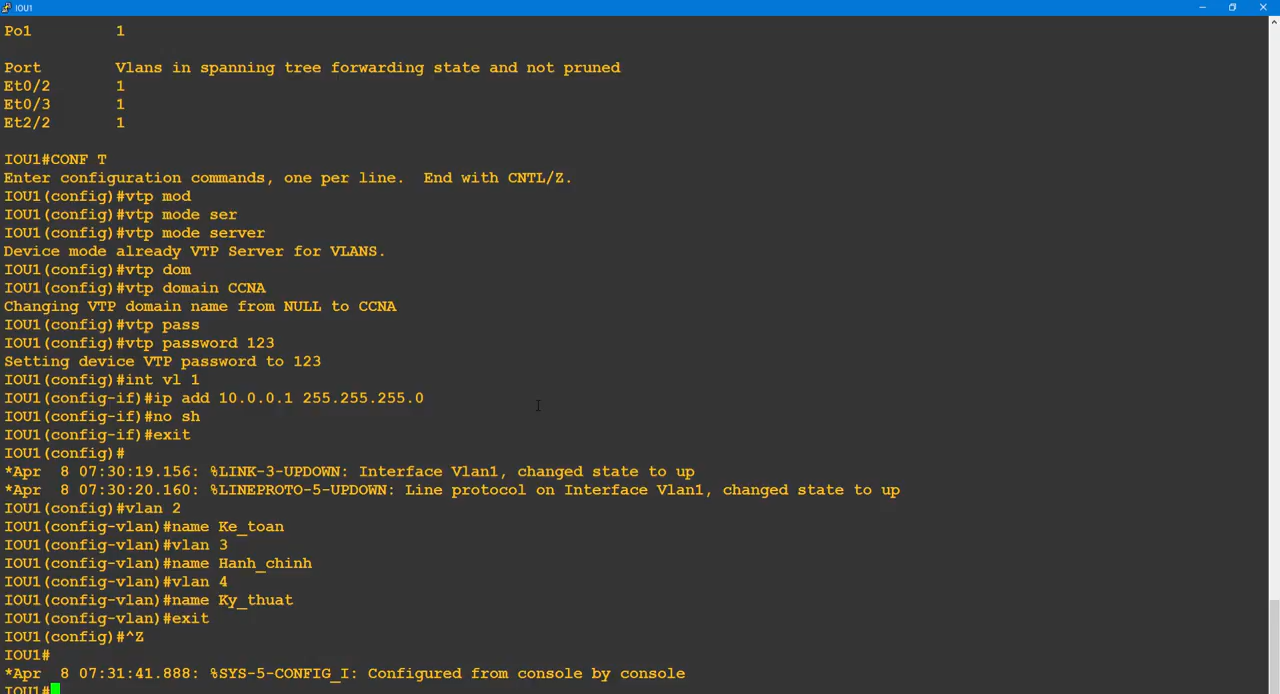 IOU1
Po1 1
Port Vlans in spanning tree forwarding state and not pruned
Et0/2 1
Et0/3 1
Et2/2 1
IOU1#CONF T
Enter configuration commands, one per line. End with CNTL/Z.
IOU1(config)#vtp mod
IOU1(config)#vtp mode ser
IOU1(config)#vtp mode server
Device mode already VTP Server for VLANS.
IOU1(config)#vtp dom
IOU1(config)#vtp domain CCNA
Changing VTP domain name from NULL to CCNA
IOU1(config)#vtp pass
IOU1(config)#vtp password 123
Setting device VTP password to 123
IOU1(config)#int vl 1
IOU1(config-if)#ip add 10.0.0.1 255.255.255.0
IOU1(config-if)#no sh
IOU1(config-if)#exit
IOU1(config)#
*Apr  8 07:30:19.156: %LINK-3-UPDOWN: Interface Vlan1, changed state to up
*Apr  8 07:30:20.160: %LINEPROTO-5-UPDOWN: Line protocol on Interface Vlan1, changed state to up
IOU1(config)#vlan 2
IOU1(config-vlan)#name Ke_toan
IOU1(config-vlan)#vlan 3
IOU1(config-vlan)#name Hanh_chinh
IOU1(config-vlan)#vlan 4
IOU1(config-vlan)#name Ky_thuat
IOU1(config-vlan)#exit
IOU1(config)#^Z
IOU1#
*Apr  8 07:31:41.888: %SYS-5-CONFIG_I: Configured from console by console
IOU1#